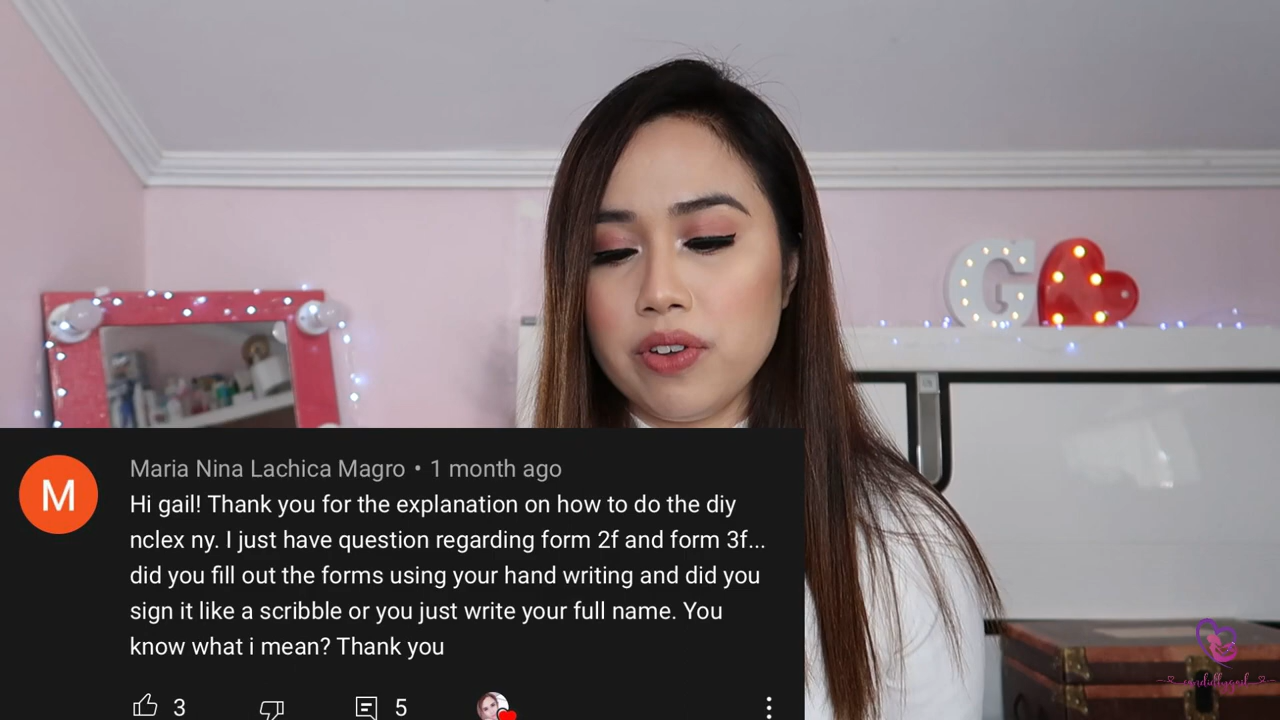 G
M
Maria Nina Lachica Magro • 1 month ago
Hi gail! Thank you for the explanation on how to do the diy
nclex ny. I just have question regarding form 2f and form 3f...
did you fill out the forms using your hand writing and did you
sign it like a scribble or you just write your full name. You
know what i mean? Thank you
3
5
candidlygail